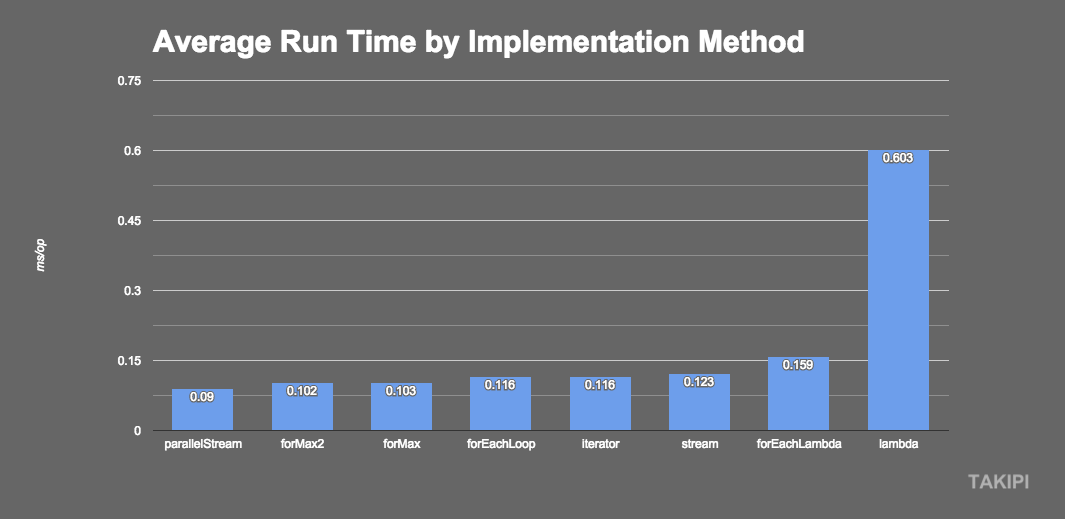 Average Run Time by Implementation Method
0.75
0.6
0.45
0.3
0.15
0
ms/op
0.09
0.102
0.103
0.116
0.116
0.123
0.159
0.603
parallelStream
forMax2
forMax
forEachLoop
iterator
stream
forEachLambda
lambda
TAKIPI